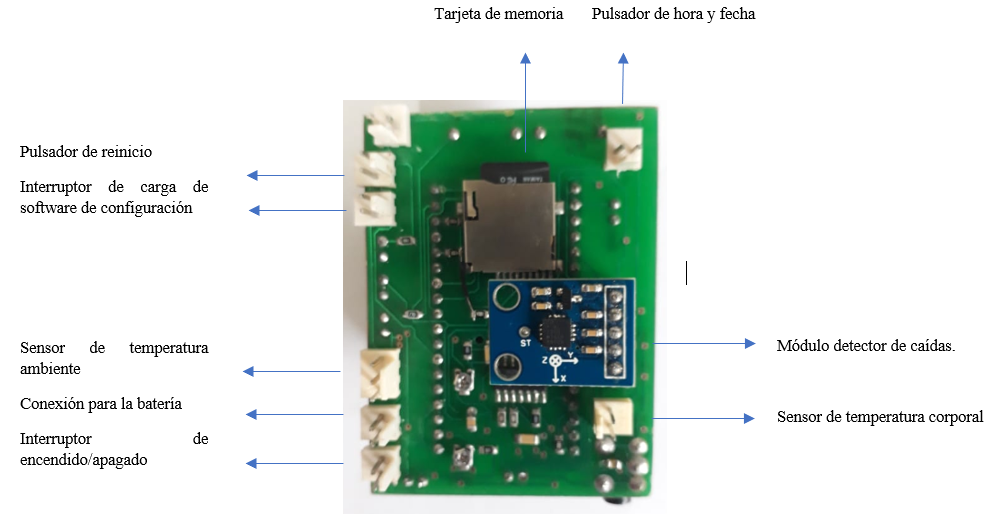 Tarjeta de memoria
Pulsador de hora y fecha
Pulsador de reinicio
Interruptor de carga de
software de configuración
Sensor de temperatura
ambiente
Conexión para la batería
Interruptor de
encendido/apagado
Módulo detector de caídas.
Sensor de temperatura corporal
ST
Z
Y
X